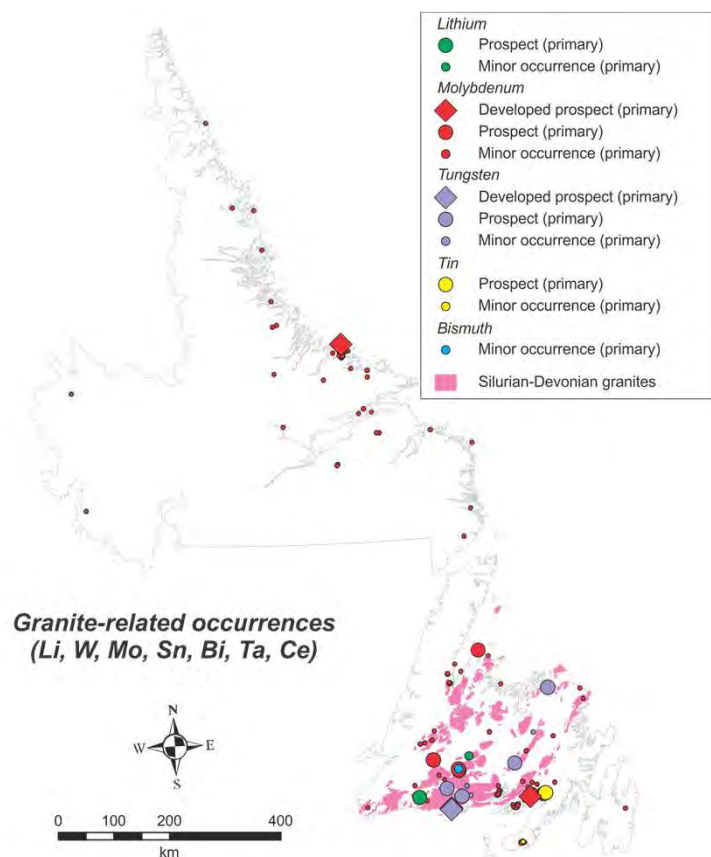 Lithium
Prospect (primary)
Minor occurrence (primary)
Molybdenum
Developed prospect (primary)
Prospect (primary)
Minor occurrence (primary)
Tungsten
Developed prospect (primary)
Prospect (primary)
Minor occurrence (primary)
Tin
Prospect (primary)
Minor occurrence (primary)
Bismuth
Minor occurrence (primary)
Silurian-Devonian granites
Granite-related occurrences
(Li, W, Mo, Sn, Bi, Ta, Ce)
N
W E
S
0 100 200 400
km